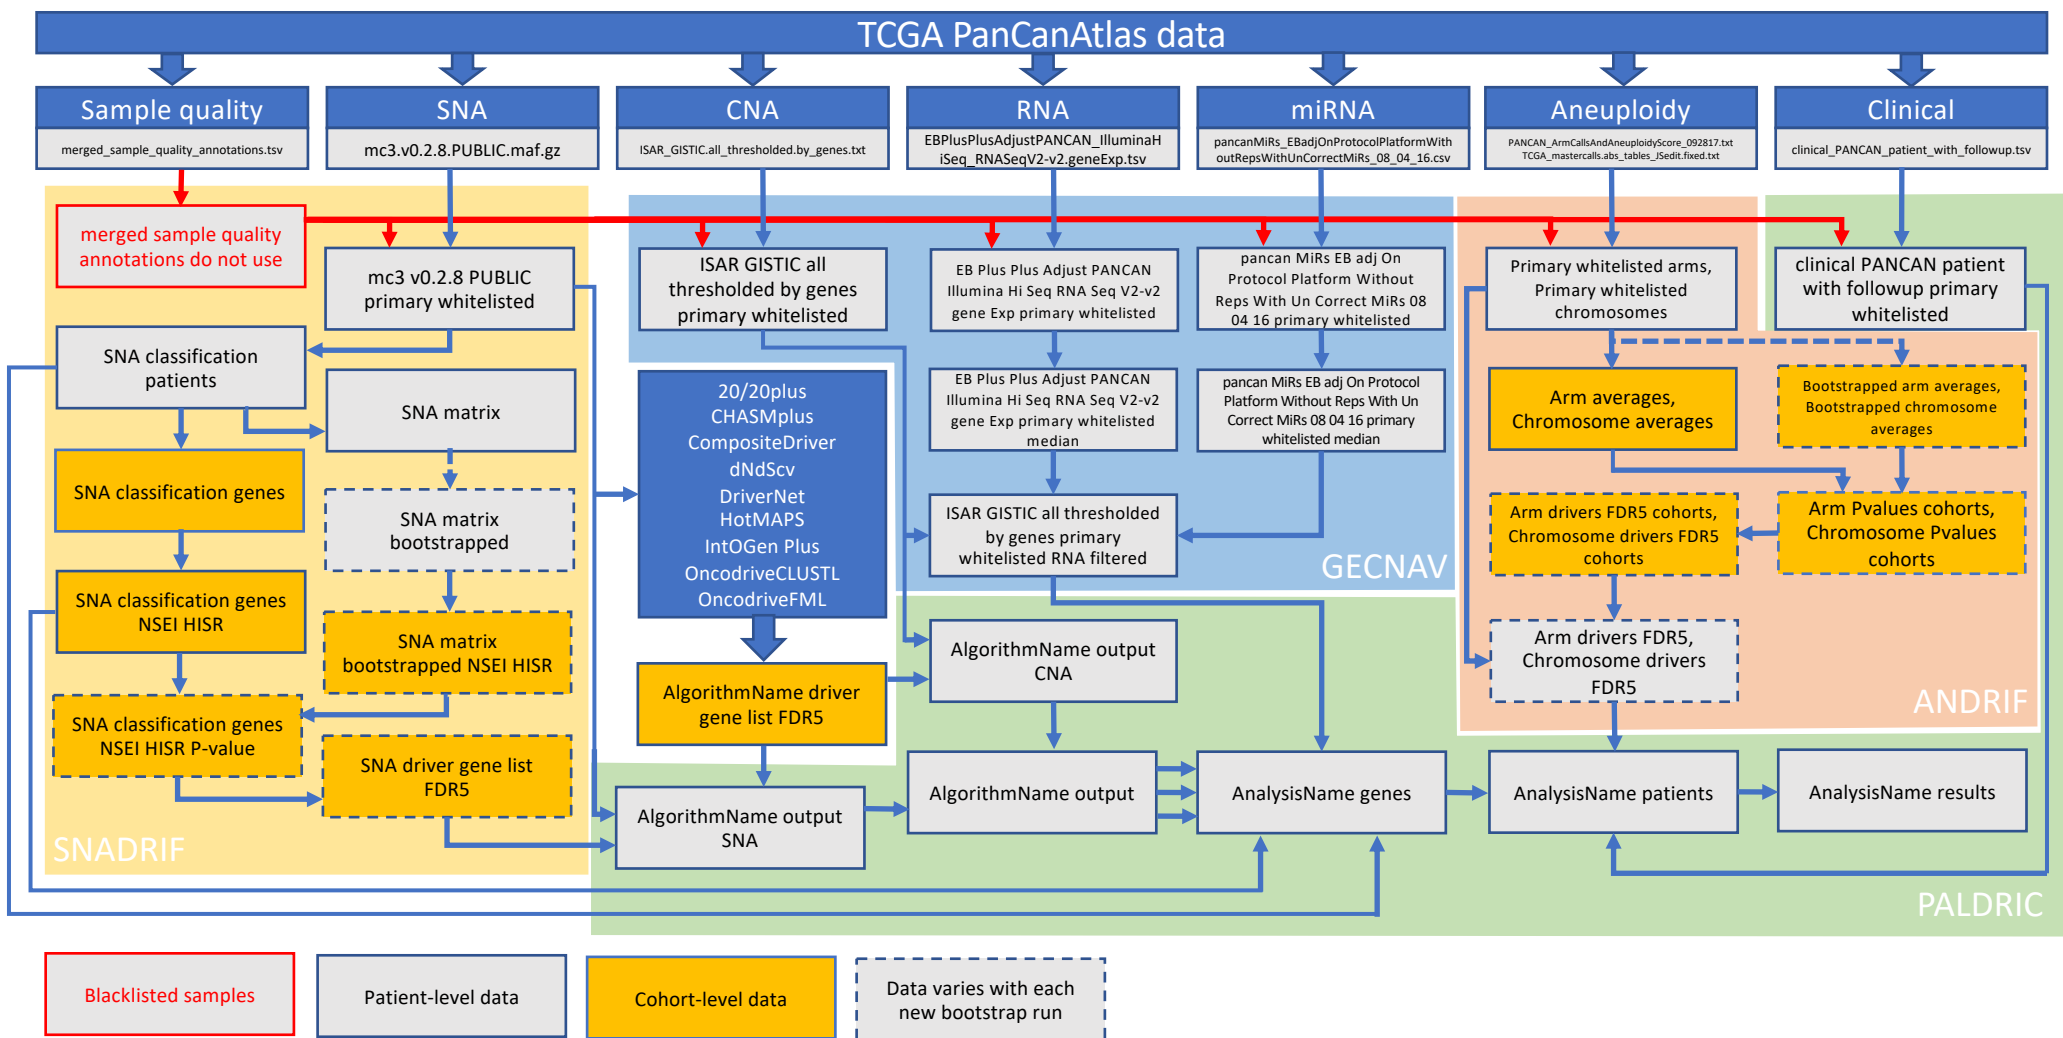 TCGA PanCanAtlas data
Sample quality
merged_sample_quality_annotations.tsv
SNA
mc3.v0.2.8.PUBLIC.maf.gz
CNA
ISAR_GISTIC.all_thresholded.by_genes.txt
RNA
EBPlusPlusAdjustPANCAN_IlluminaH
iSeq_RNASeqV2-v2.geneExp.tsv
miRNA
pancanMiRs_EBadjOnProtocolPlatformWith
outRepsWithUnCorrectMiRs_08_04_16.csv
Aneuploidy
PANCAN_ArmCallsAndAneuploidyScore_092817.txt
TCGA_mastercalls.abs_tables_JSedit.fixed.txt
Clinical
clinical_PANCAN_patient_with_followup.tsv
merged sample quality
annotations do not use
mc3 v0.2.8 PUBLIC
primary whitelisted
ISAR GISTIC all
thresholded by genes
primary whitelisted
EB Plus Plus Adjust PANCAN
Illumina Hi Seq RNA Seq V2-v2
gene Exp primary whitelisted
pancan MiRs EB adj On
Protocol Platform Without
Reps With Un Correct MiRs 08
04 16 primary whitelisted
Primary whitelisted arms,
Primary whitelisted
chromosomes
clinical PANCAN patient
with followup primary
whitelisted
SNA classification
patients
SNA matrix
20/20plus
CHASMplus
CompositeDriver
dNdScv
DriverNet
HotMAPS
IntOGen Plus
OncodriveCLUSTL
OncodriveFML
EB Plus Plus Adjust PANCAN
Illumina Hi Seq RNA Seq V2-v2
gene Exp primary whitelisted
median
pancan MiRs EB adj On Protocol
Platform Without Reps With Un
Correct MiRs 08 04 16 primary
whitelisted median
Arm averages,
Chromosome averages
Bootstrapped arm averages,
Bootstrapped chromosome
averages
SNA classification genes
SNA matrix
bootstrapped
ISAR GISTIC all thresholded
by genes primary
whitelisted RNA filtered
GECNAV
Arm drivers FDR5 cohorts,
Chromosome drivers FDR5
cohorts
Arm Pvalues cohorts,
Chromosome Pvalues
cohorts
SNA classification genes
NSEI HISR
SNA matrix
bootstrapped NSEI HISR
AlgorithmName output
CNA
Arm drivers FDR5,
Chromosome drivers
FDR5
ANDRIF
SNA classification genes
NSEI HISR P-value
AlgorithmName driver
gene list FDR5
SNA driver gene list
FDR5
AlgorithmName output
SNA
AlgorithmName output
AnalysisName genes
AnalysisName patients
AnalysisName results
SNADRIF
PALDRIC
Blacklisted samples
Patient-level data
Cohort-level data
Data varies with each
new bootstrap run